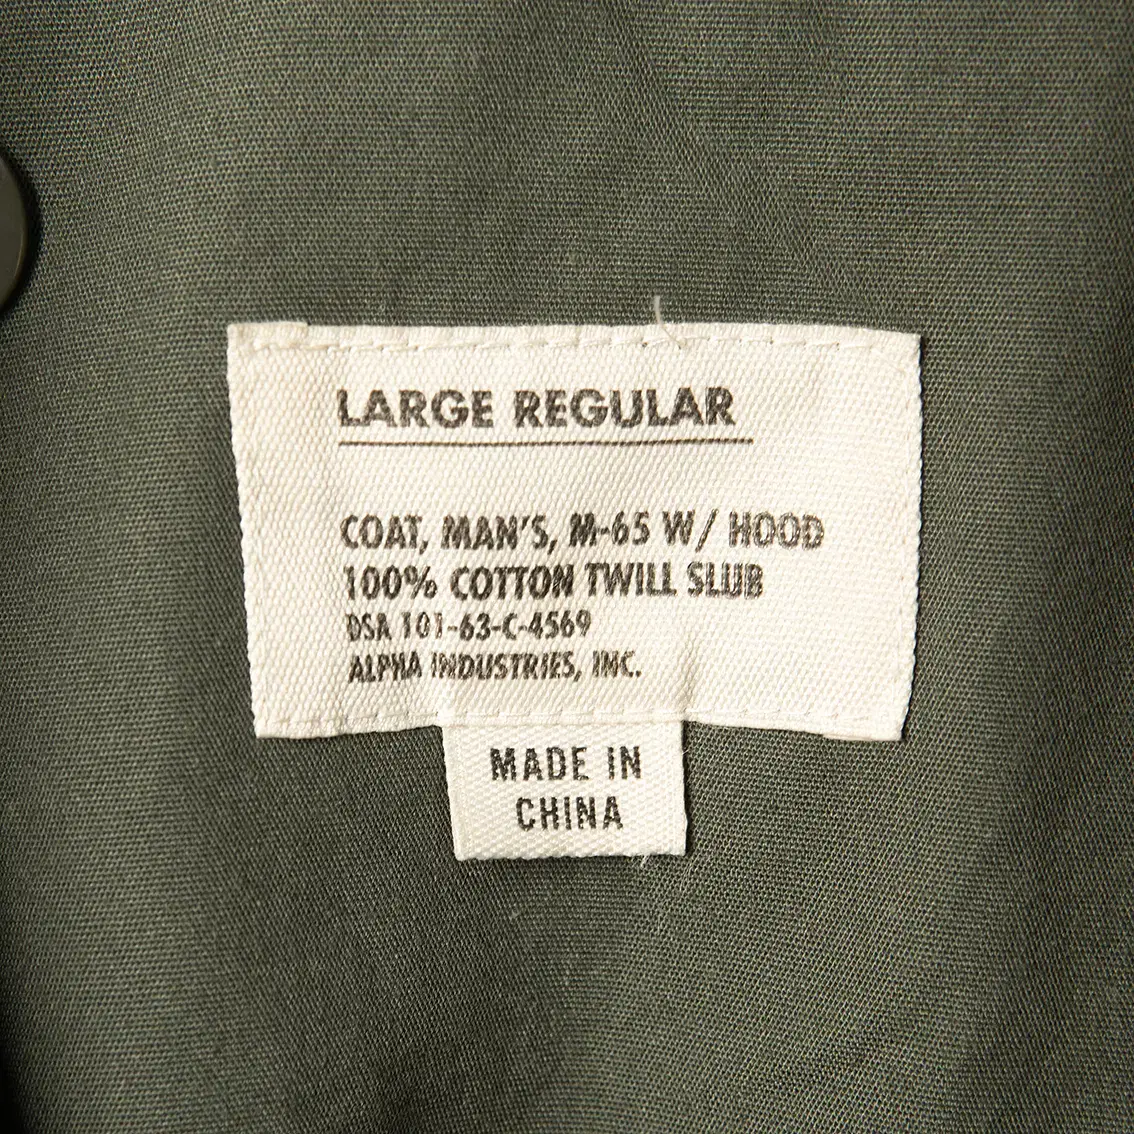 LARGE REGULAR
COAT, MAN'S, M-65 W/ HOOD
100% COTTON TWILL SLUB
DSA 101-63-C-4569
ALPHA INDUSTRIES, INC.
MADE IN
CHINA